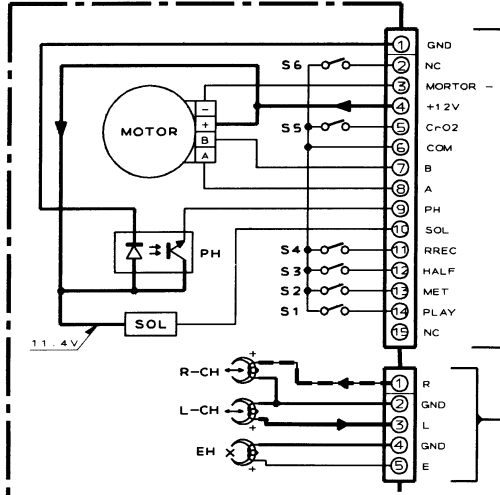 1 GND
S6 2 NC
- 3 MORTOR -
+ 4 +12V
MOTOR S5 5 CrO2
B 6 COM
A 7 B
8 A
9 PH
10 SOL
PH S4 11 RREC
S3 12 HALF
S2 13 MET
S1 14 PLAY
SOL
15 NC
11.4V
R-CH + 1 R
2 GND
L-CH 3 L
+
EH + 4 GND
5 E